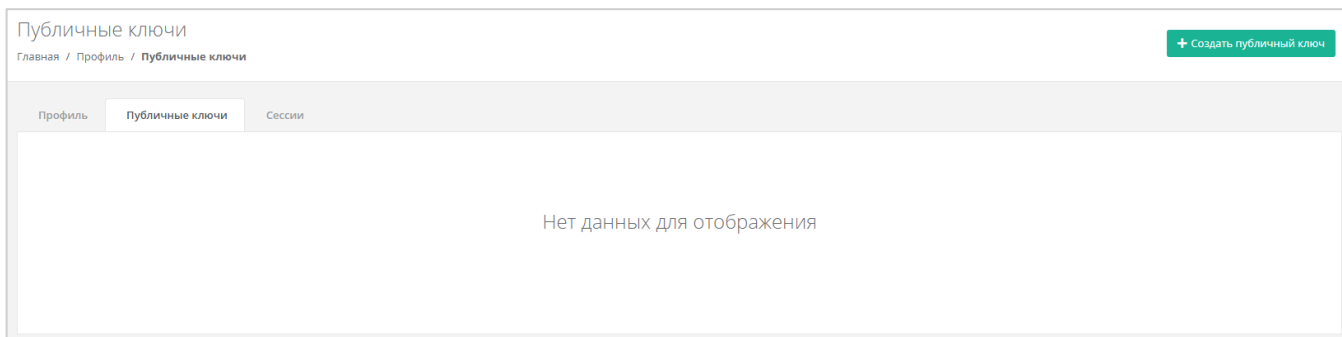 Публичные ключи
Главная / Профиль / Публичные ключи
+ Создать публичный ключ
Профиль Публичные ключи Сессии
Нет данных для отображения